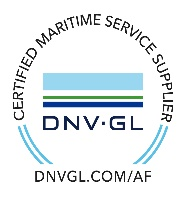 CERTIFIED MARITIME SERVICE SUPPLIER
DNV·GL
DNVGL.COM/AF